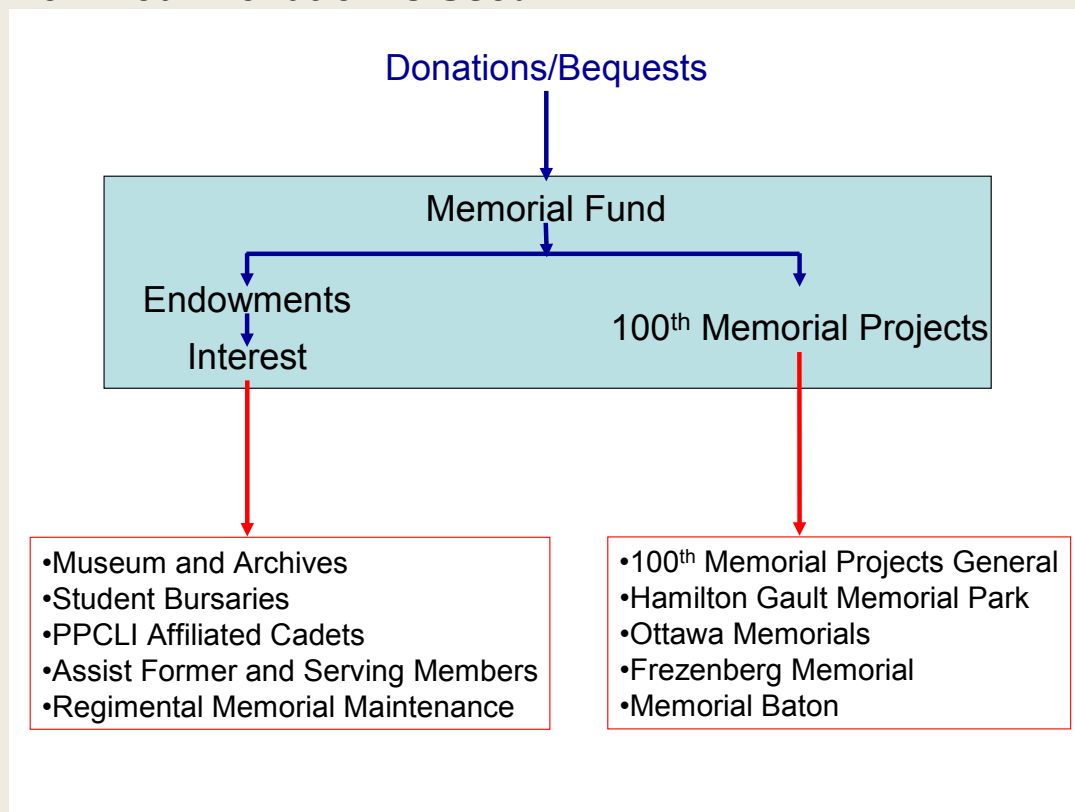 Donations/Bequests
Memorial Fund
Endowments
Interest
100th Memorial Projects
•Museum and Archives
•Student Bursaries
•PPCLI Affiliated Cadets
•Assist Former and Serving Members
•Regimental Memorial Maintenance
•100th Memorial Projects General
•Hamilton Gault Memorial Park
•Ottawa Memorials
•Frezenberg Memorial
•Memorial Baton